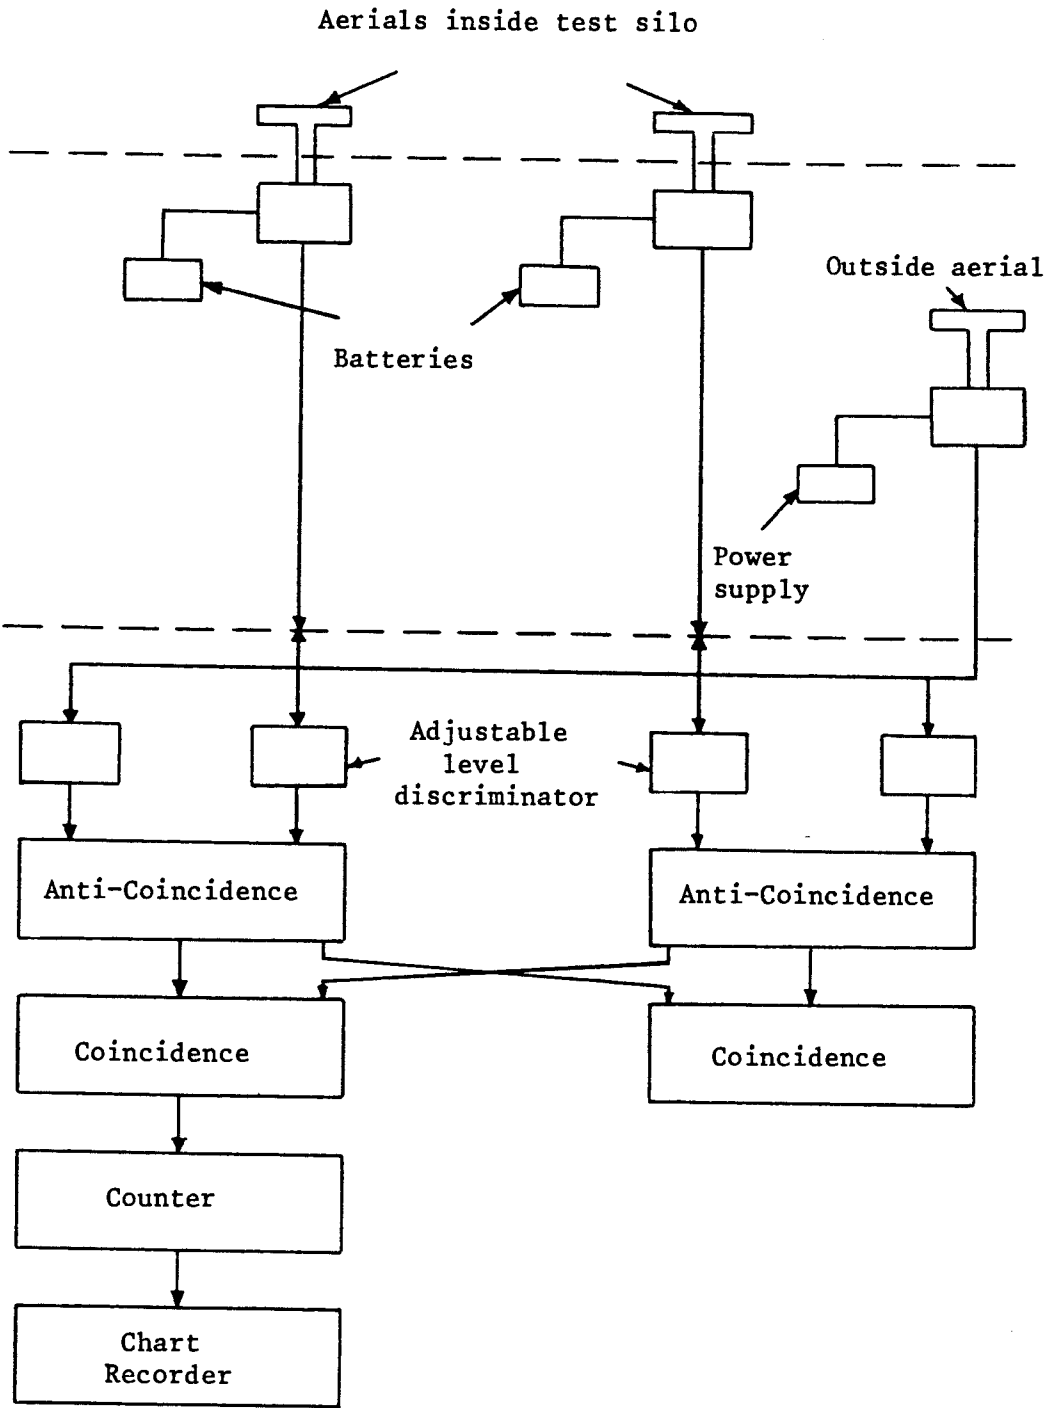 Aerials inside test silo
Outside aerial
Batteries
Power
supply
Adjustable
level
discriminator
Anti-Coincidence
Anti-Coincidence
Coincidence
Coincidence
Counter
Chart
Recorder